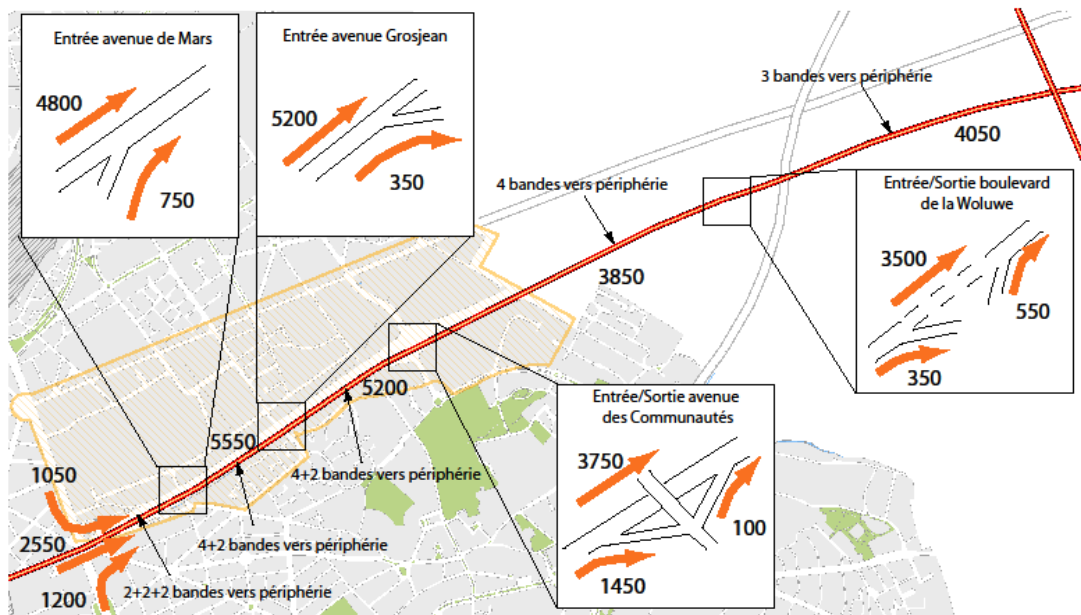 Entrée avenue de Mars
4800
750
Entrée avenue Grosjean
5200
350
3 bandes vers périphérie
4050
4 bandes vers périphérie
3850
Entrée/Sortie boulevard
de la Woluwe
3500
550
350
5200
5550
4+2 bandes vers périphérie
Entrée/Sortie avenue
des Communautés
3750
100
1450
1050
2550
1200
4+2 bandes vers périphérie
2+2+2 bandes vers périphérie